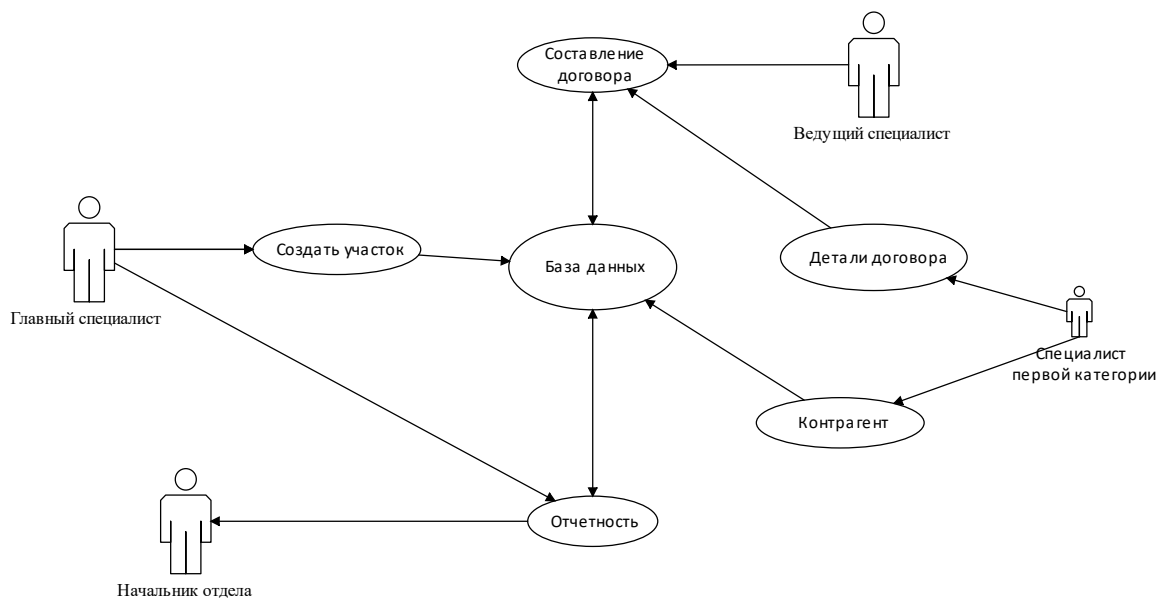 Составление
договора
Ведущий специалист
Создать участок
База данных
Детали договора
Главный специалист
Специалист
первой категории
Контрагент
Отчетность
Начальник отдела